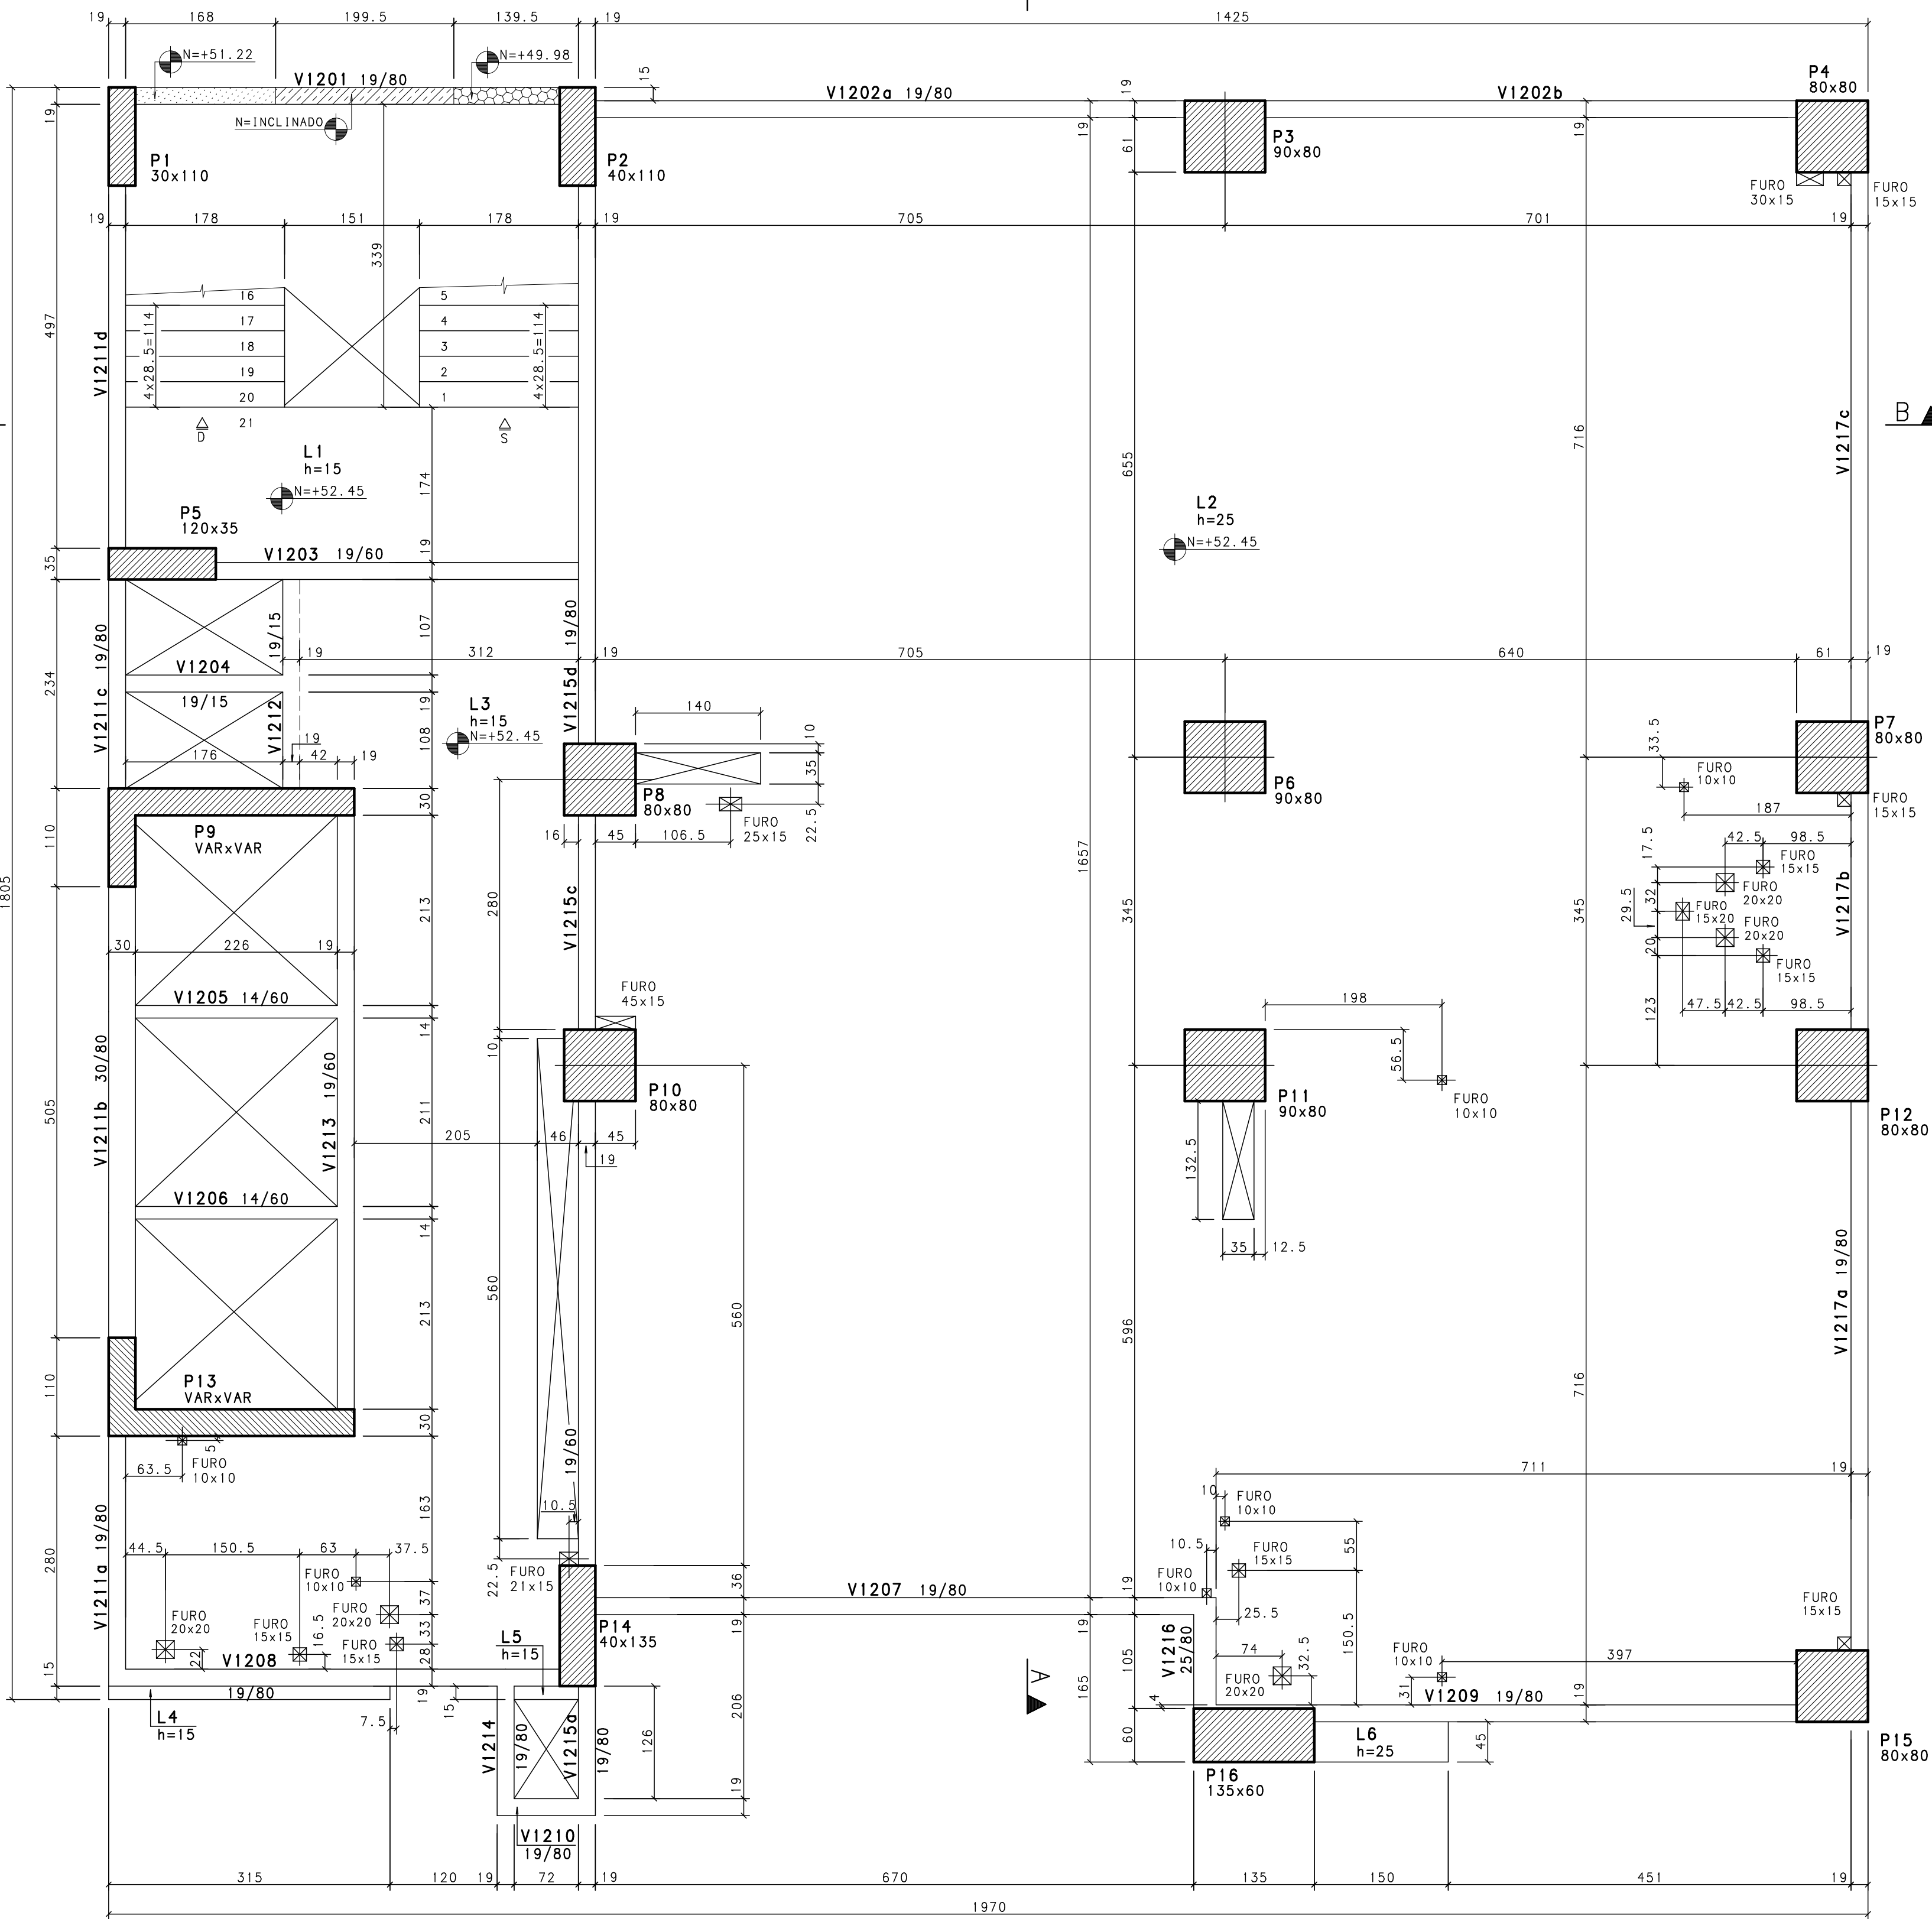 19 168 199.5 139.5 19 1425
N=+51.22 N=+49.98
V1201 19/80
15
19
V1202a 19/80
V1202b
P4
80x80
19
N=INCLINADO
19
61
19
P3
90x80
P1
30x110
P2
40x110
FURO
30x15
FURO
15x15
19 178 151 178 19 705 701 19
339
497
V1211d
16
17
18
19
20
21
4x28.5=114
5
4
3
2
1
4x28.5=114
D
S
B
V1217c
716
655
174
L1
h=15
N=+52.45
P5
120x35
L2
h=25
N=+52.45
35
V1203 19/60
19
V1211c 19/80
234
19/15
V1204
19/15
V1212
19 312 19 705 640 61 19
107
19
108
V1215d 19/80
L3
h=15
N=+52.45
140
10
35
22.5
P8
80x80
FURO
25x15
16 45 106.5
176 19 42 19
P6
90x80
P7
80x80
33.5
FURO
10x10
FURO
15x15
187
42.5 98.5
17.5
32
29.5
20
123
FURO
15x15
FURO
20x20
FURO
15x20
FURO
20x20
FURO
15x15
47.5 42.5 98.5
V1217b
1805
110
30
P9
VARxVAR
213
30 226 19
V1205 14/60
14
280
V1215c
1657
345
345
FURO
45x15
10
P10
80x80
198
56.5
FURO
10x10
P11
90x80
P12
80x80
V1211b 30/80
505
V1213 19/60
211
205 46 45
19
132.5
35 12.5
V1206 14/60
14
213
560
560
596
716
V1217a 19/80
110
P13
VARxVAR
30
5
FURO
10x10
63.5
163
19/60
10.5
711 19
10
FURO
10x10
55
10.5
FURO
15x15
FURO
10x10
25.5
150.5
V1211a 19/80
280
44.5 150.5 63 37.5
FURO
10x10
37
33
28
FURO
20x20
FURO
20x20
FURO
15x15
16.5
FURO
15x15
22
22.5
FURO
21x15
36
19
V1207 19/80
19
19
P14
40x135
FURO
15x15
V1216
25/80
105
165
74
32.5
FURO
20x20
FURO
10x10
397
31
19
V1209 19/80
4
60
V1208
19/80
15
L4
h=15
19
15
7.5
L5
h=15
V1214
19/80
V1215a
19/80
126
206
19
A
L6
h=25
45
P15
80x80
P16
135x60
V1210
19/80
315 120 19 72 19 670 135 150 451 19
1970